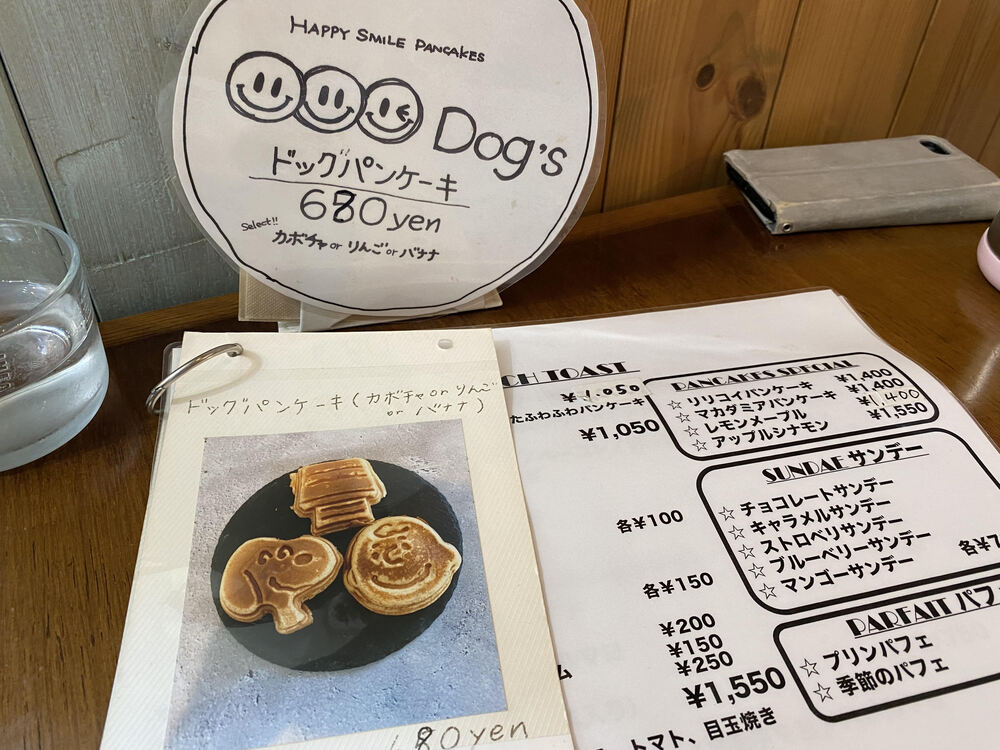 HAPPY SMILE PANCAKES
Dog's
ドッグパンケーキ
680yen
Select!!
カボチャ or りんご or バナナ
ドッグパンケーキ(カボチャ or りんご
or バナナ)
80yen
CH TOAST
¥1,050
たふわふわパンケーキ
¥1,050
各¥100
各¥150
¥200
¥150
¥250
¥1,550
トマト、目玉焼き
PANCAKES SPECIAL
☆ リリコイパンケーキ ¥1,400
☆ マカダミアパンケーキ ¥1,400
☆ レモンメープル ¥1,400
☆ アップルシナモン ¥1,550
SUNDAE サンデー
☆ チョコレートサンデー
☆ キャラメルサンデー
☆ ストロベリサンデー
☆ ブルーベリーサンデー
☆ マンゴーサンデー
各¥7
PARFAIT パフェ
☆ プリンパフェ
☆ 季節のパフェ